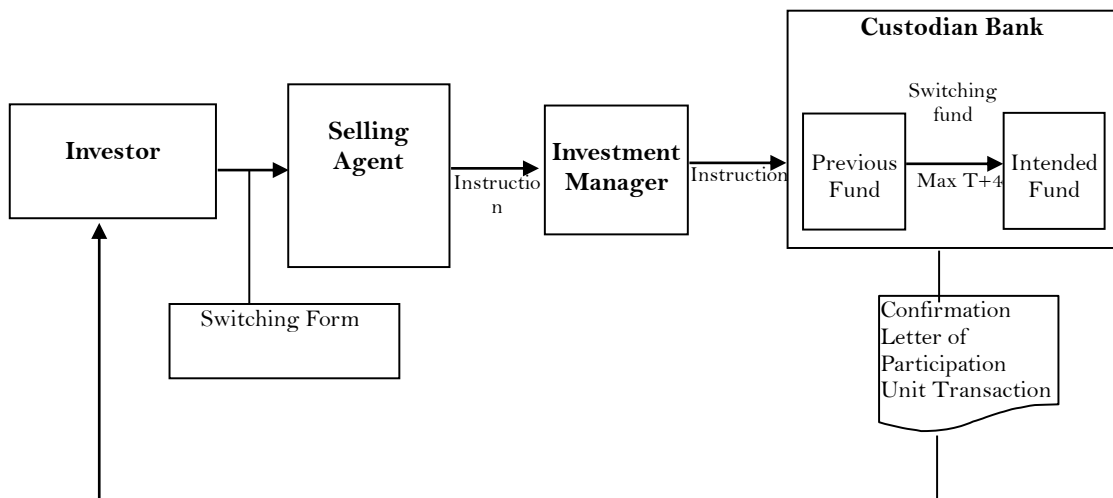 Custodian Bank
Investor
Selling
Agent
Instructio
n
Investment
Manager
Instruction
Switching
fund
Previous
Fund
Max T+4
Intended
Fund
Switching Form
Confirmation
Letter of
Participation
Unit Transaction